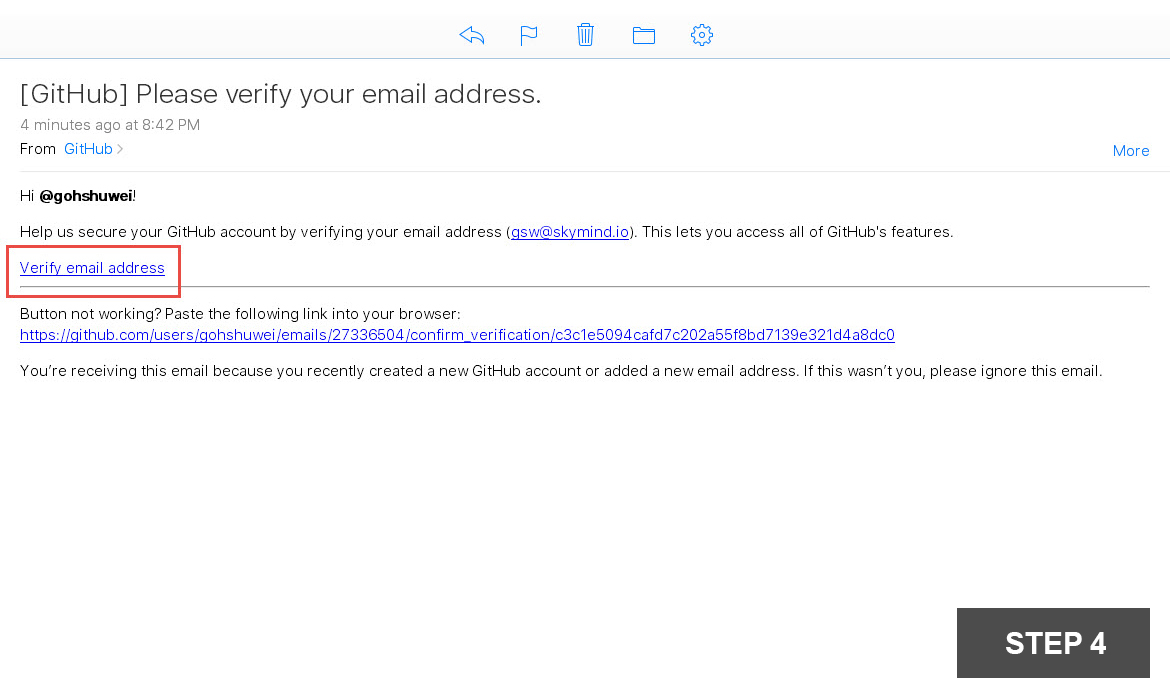 [GitHub] Please verify your email address.
4 minutes ago at 8:42 PM
From GitHub
More
Hi @gohshuwei!
Help us secure your GitHub account by verifying your email address (gsw@skymind.io). This lets you access all of GitHub's features.
Verify email address
Button not working? Paste the following link into your browser:
https://github.com/users/gohshuwei/emails/27336504/confirm_verification/c3c1e5094cafd7c202a55f8bd7139e321d4a8dc0
You’re receiving this email because you recently created a new GitHub account or added a new email address. If this wasn’t you, please ignore this email.
STEP 4